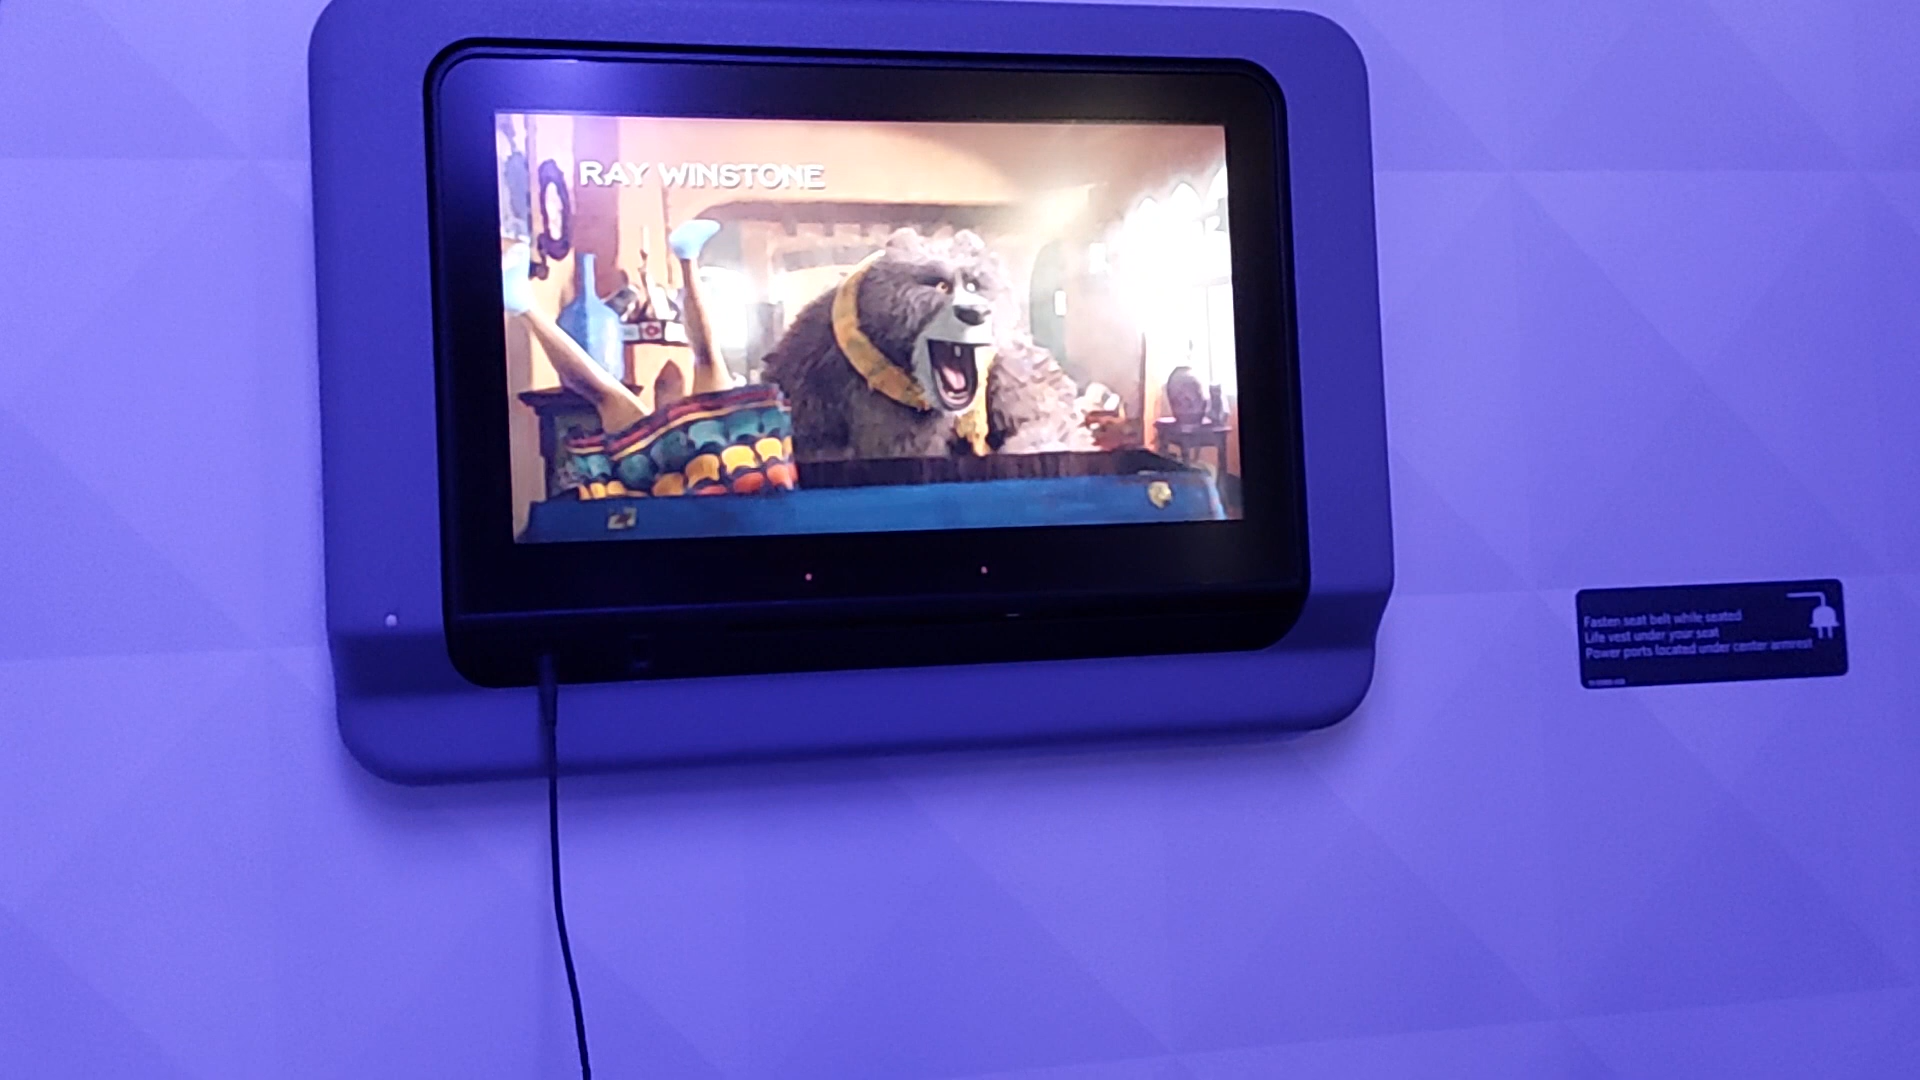 RAY WINSTONE
Fasten seat belt while seated
Life vest under your seat
Power ports located under center armrest